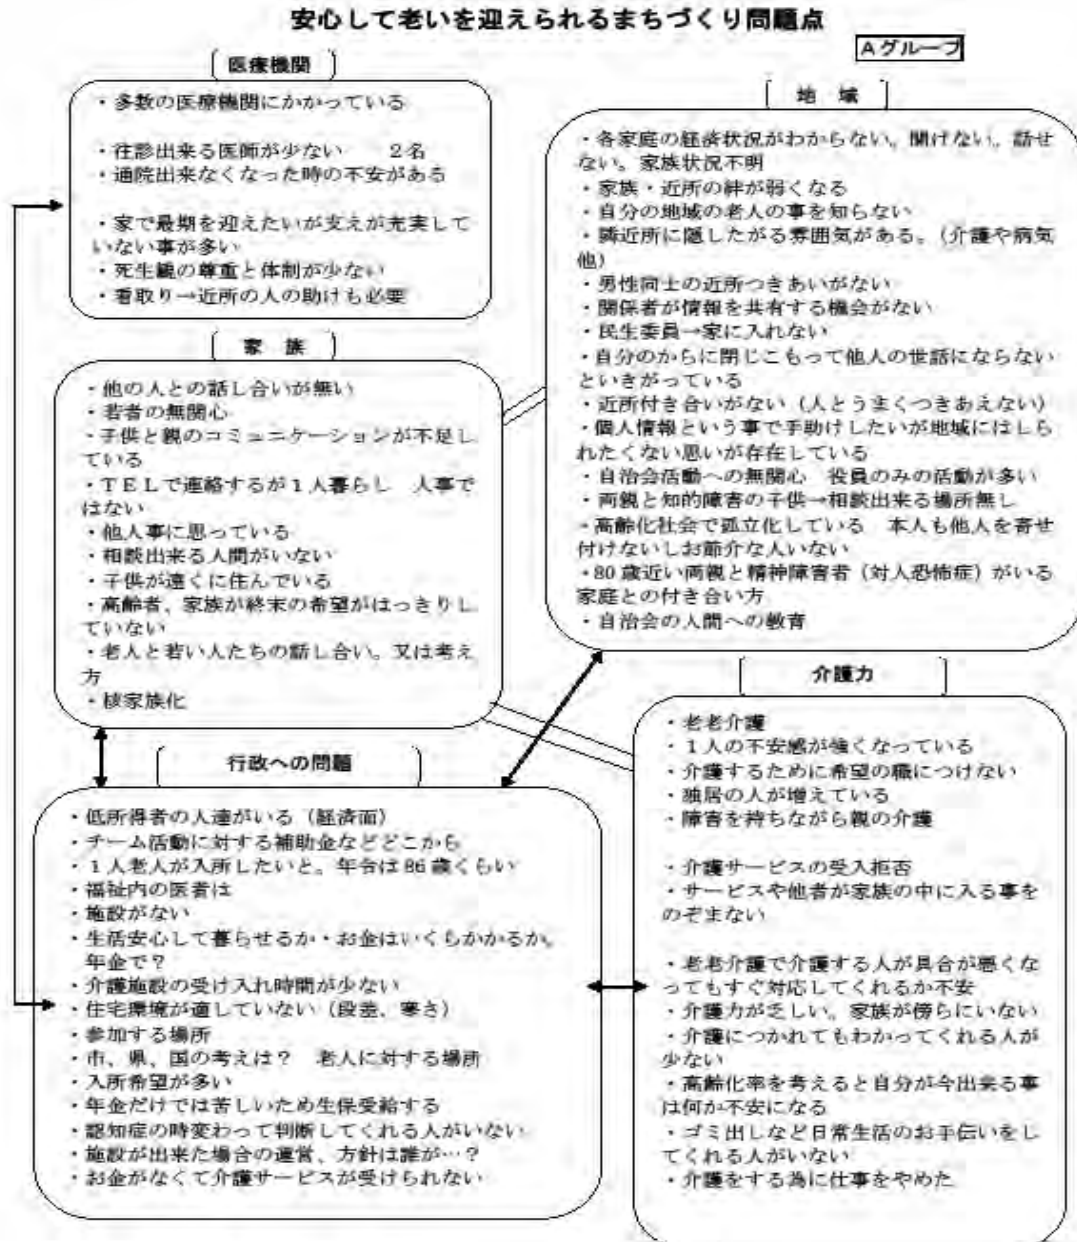 安心して老いを迎えられるまちづくり問題点
Aグループ
医療機関
・多数の医療機関にかかっている
・往診出来る医師が少ない　２名
・通院出来なくなった時の不安がある
・家で最期を迎えたいが支えが充実して
いない事が多い
・死生観の尊重と体制が少ない
・看取り→近所の人の助けも必要
家　族
・他の人との話し合いが無い
・若者の無関心
・子供と親のコミュニケーションが不足し
ている
・ＴＥＬで連絡するが１人暮らし　人事で
はない
・他人事に思っている
・相談出来る人間がいない
・子供が遠くに住んでいる
・高齢者、家族が終末の希望がはっきりし
ていない
・老人と若い人たちの話し合い。又は考え
方
・核家族化
地　域
・各家庭の経済状況がわからない。聞けない。話せ
ない。家族状況不明
・家族・近所の絆が弱くなる
・自分の地域の老人の事を知らない
・隣近所に隠したがる雰囲気がある。（介護や病気
他）
・男性同士の近所つきあいがない
・関係者が情報を共有する機会がない
・民生委員→家に入れない
・自分のからに閉じこもって他人の世話にならない
といきがっている
・近所付き合いがない（人とうまくつきあえない）
・個人情報という事で手助けしたいが地域にはしら
れたくない思いが存在している
・自治会活動への無関心　役員のみの活動が多い
・両親と知的障害の子供→相談出来る場所無し
・高齢化社会で孤立化している　本人も他人を寄せ
付けないしお節介な人いない
・80歳近い両親と精神障害者（対人恐怖症）がいる
家庭との付き合い方
・自治会の人間への教育
行政への問題
・低所得者の人達がいる（経済面）
・チーム活動に対する補助金などどこから
・１人老人が入所したいと。年令は86歳くらい
・福祉内の医者は
・施設がない
・生活安心して暮らせるか・お金はいくらかかるか。
年金で？
・介護施設の受け入れ時間が少ない
・住宅環境が適していない（段差、寒さ）
・参加する場所
・市、県、国の考えは？　老人に対する場所
・入所希望が多い
・年金だけでは苦しいため生保受給する
・認知症の時変わって判断してくれる人がいない
・施設が出来た場合の運営、方針は誰が…？
・お金がなくて介護サービスが受けられない
介護力
・老老介護
・１人の不安感が強くなっている
・介護するために希望の職につけない
・独居の人が増えている
・障害を持ちながら親の介護
・介護サービスの受入拒否
・サービスや他者が家族の中に入る事を
のぞまない
・老老介護で介護する人が具合が悪くな
ってもすぐ対応してくれるか不安
・介護力が乏しい。家族が傍らにいない
・介護につかれてもわかってくれる人が
少ない
・高齢化率を考えると自分が今出来る事
は何か不安になる
・ゴミ出しなど日常生活のお手伝いをし
てくれる人がいない
・介護をする為に仕事をやめた